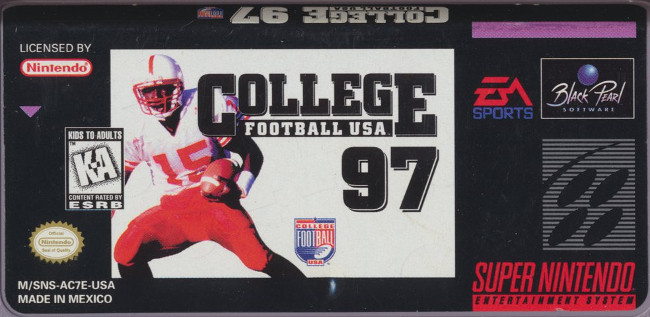 COLLEGE 97
FOOTBALL USA
LICENSED BY
Nintendo
KIDS TO ADULTS
K-A
CONTENT RATED BY
ESRB
Official
Nintendo
Seal of Quality
M/SNS-AC7E-USA
MADE IN MEXICO
15
COLLEGE
FOOTBALL USA
97
COLLEGE
FOOTBALL
USA
EA
SPORTS
Black Pearl
SOFTWARE
SUPER NINTENDO
ENTERTAINMENT SYSTEM